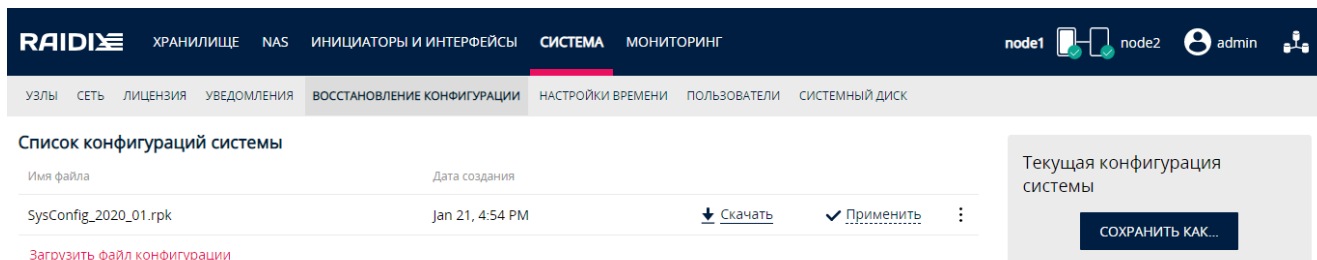 RAIDIX ХРАНИЛИЩЕ NAS ИНИЦИАТОРЫ И ИНТЕРФЕЙСЫ СИСТЕМА МОНИТОРИНГ node1 node2 admin
УЗЛЫ СЕТЬ ЛИЦЕНЗИЯ УВЕДОМЛЕНИЯ ВОССТАНОВЛЕНИЕ КОНФИГУРАЦИИ НАСТРОЙКИ ВРЕМЕНИ ПОЛЬЗОВАТЕЛИ СИСТЕМНЫЙ ДИСК
Список конфигураций системы
Имя файла Дата создания
SysConfig_2020_01.rpk Jan 21, 4:54 PM Скачать Применить
Загрузить файл конфигурации
Текущая конфигурация
системы
СОХРАНИТЬ КАК...